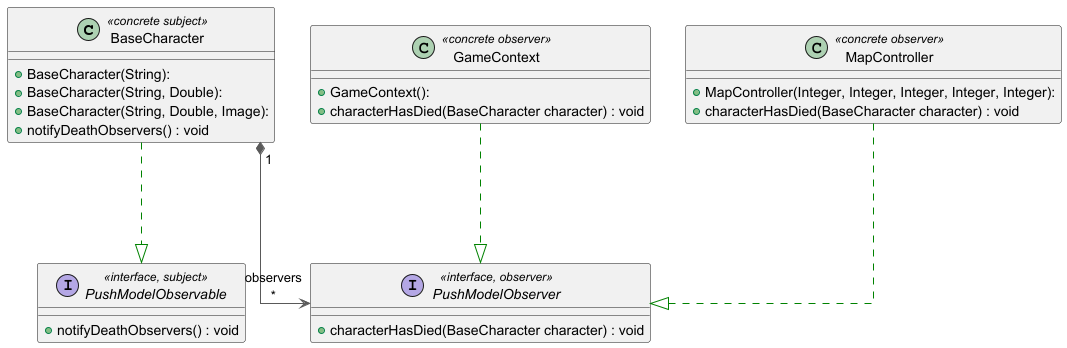 C
«concrete subject»
BaseCharacter
BaseCharacter(String):
BaseCharacter(String, Double):
BaseCharacter(String, Double, Image):
notifyDeathObservers() : void
C
«concrete observer»
GameContext
GameContext():
characterHasDied(BaseCharacter character) : void
C
«concrete observer»
MapController
MapController(Integer, Integer, Integer, Integer, Integer):
characterHasDied(BaseCharacter character) : void
1
observers
*
I
«interface, subject»
PushModelObservable
notifyDeathObservers() : void
I
«interface, observer»
PushModelObserver
characterHasDied(BaseCharacter character) : void